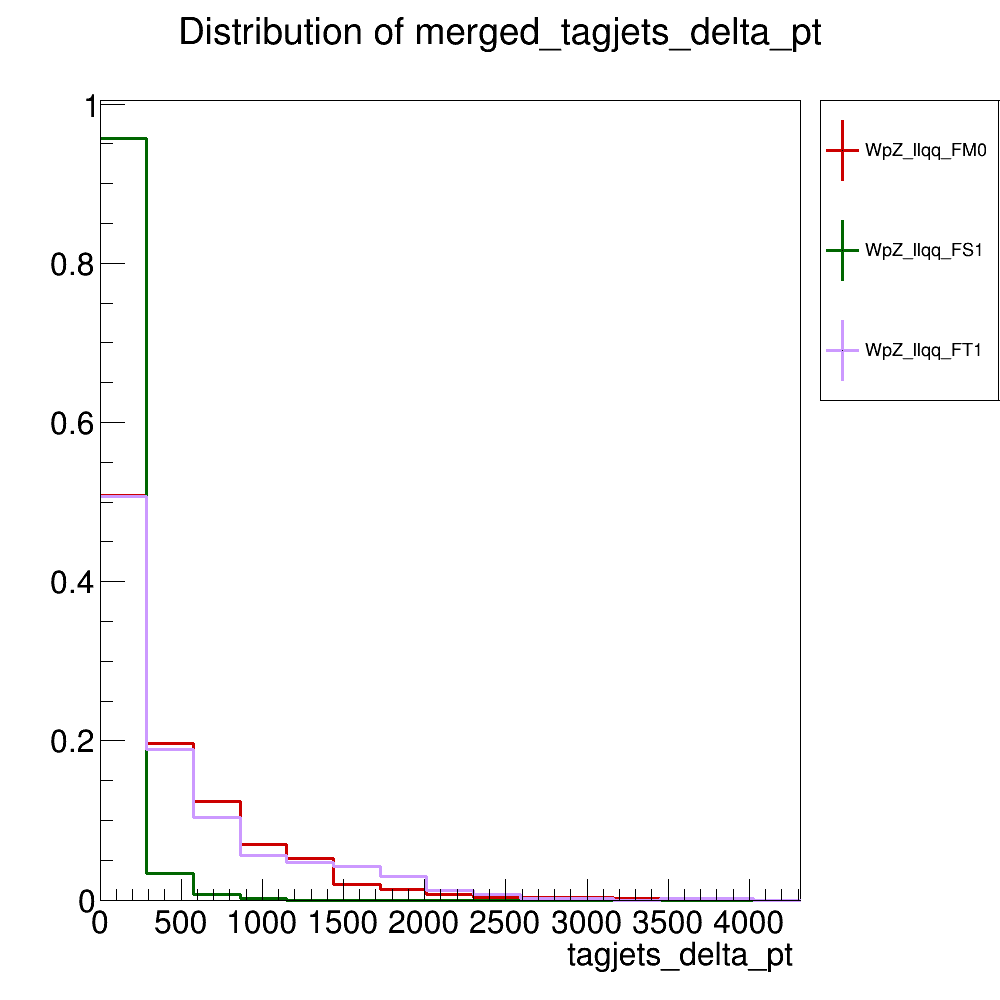 Distribution of merged_tagjets_delta_pt
1
0.8
0.6
0.4
0.2
0
0 500 1000 1500 2000 2500 3000 3500 4000
tagjets_delta_pt
WpZ_llqq_FM0
WpZ_llqq_FS1
WpZ_llqq_FT1